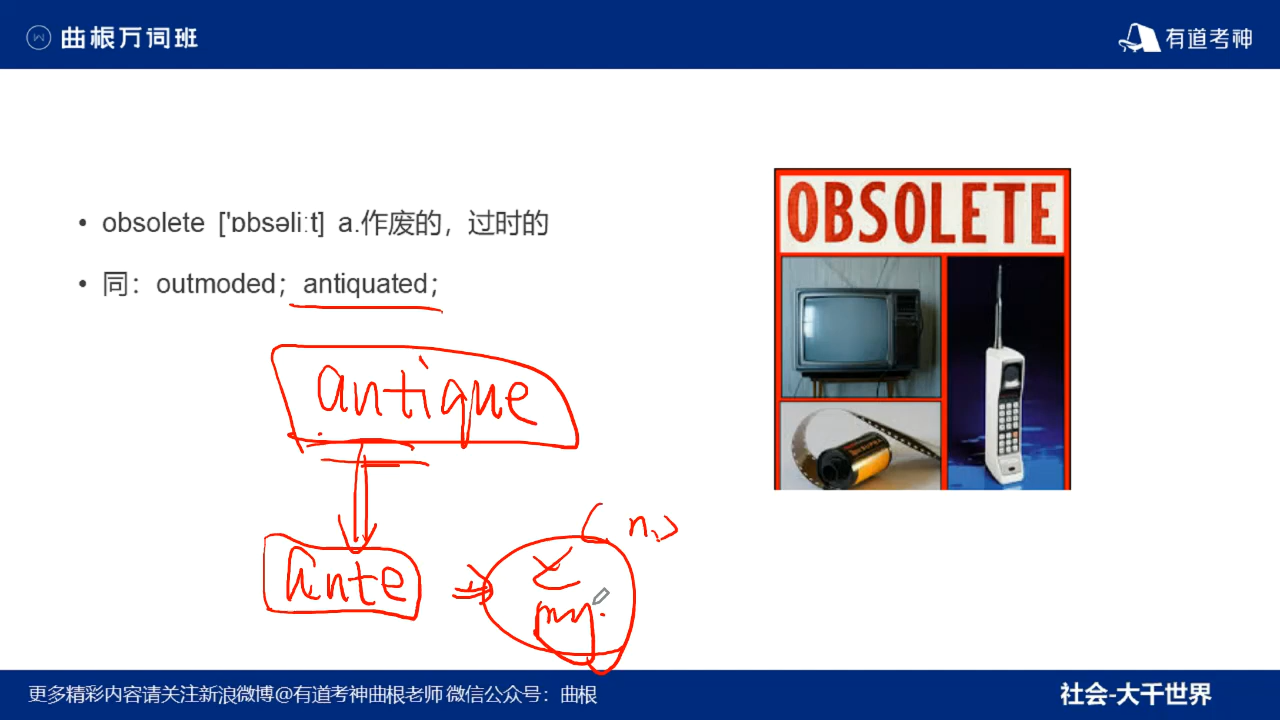 曲根万词班
有道考神
• obsolete ['ɒbsəliːt] a.作废的，过时的
• 同：outmoded；antiquated；
OBSOLETE
antique
(n.)
ante
更多精彩内容请关注新浪微博@有道考神曲根老师 微信公众号：曲根
社会-大千世界